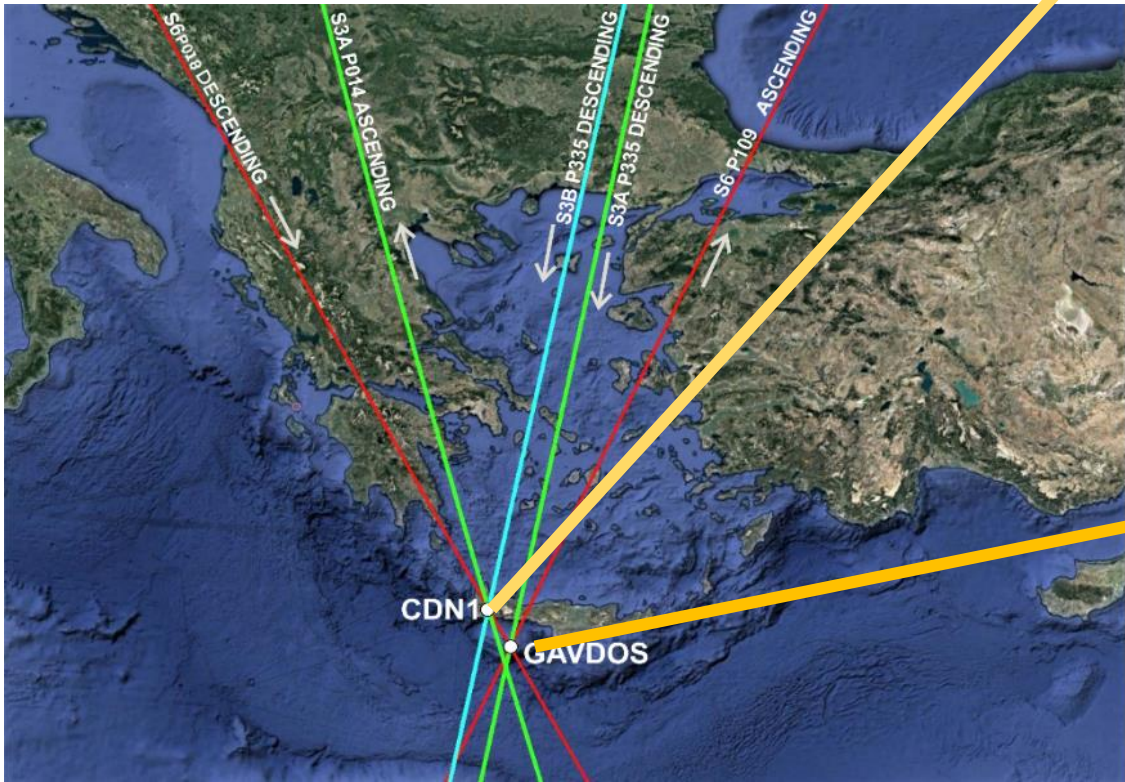 S6P018 DESCENDING
S3A P014 ASCENDING
S3B P335 DESCENDING
S3A P335 DESCENDING
S6 P109 ASCENDING
CDN1
GAVDOS